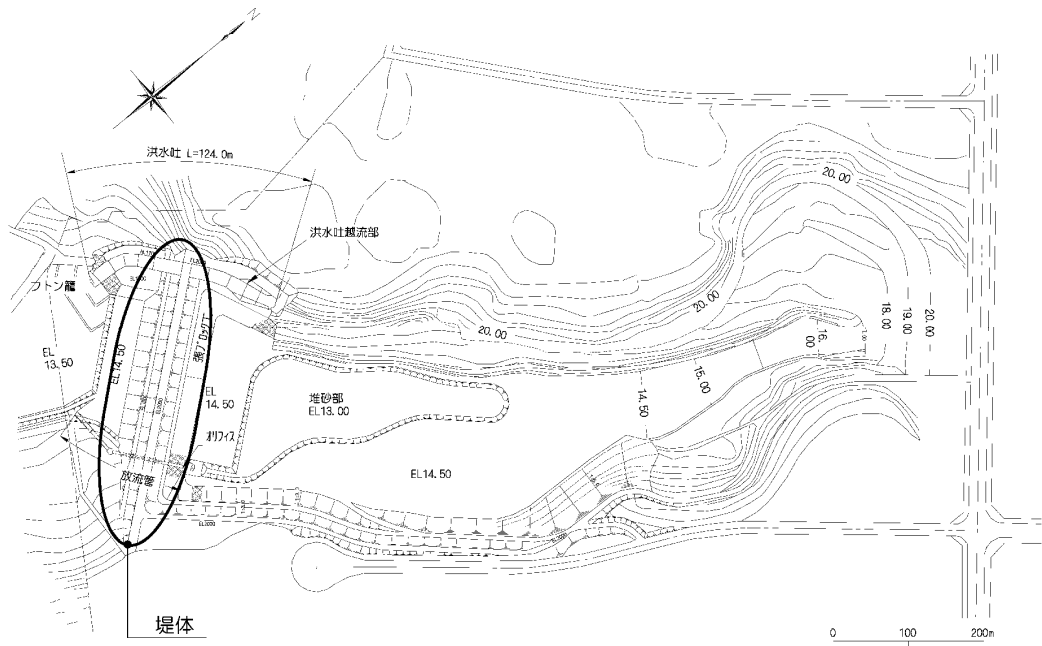 N
洪水吐 L=124.0m
洪水吐越流部
フトン籠
EL
13.50
EL14.50
張ブロック工
EL
14.50
オリフィス
放流管
堤体
堆砂部
EL13.00
EL14.50
20.00
20.00
20.00
14.50
15.00
16.
00
18.00
19.00
20.00
0 100 200m